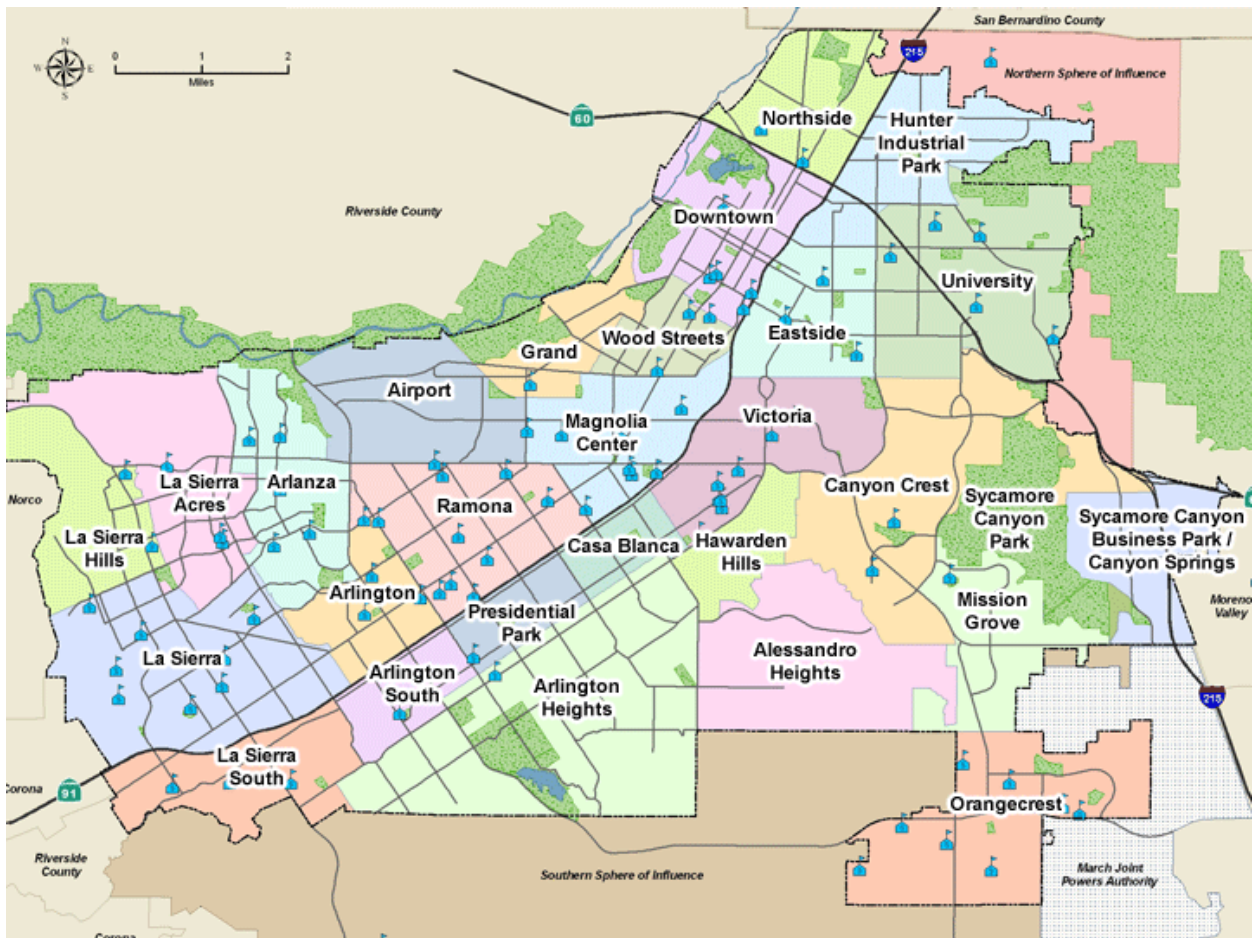 San Bernardino County
N
W E
S
0 1 2
Miles
215
Northern Sphere of Influence
60
Northside
Hunter
Industrial
Park
Riverside County
Downtown
University
Eastside
Wood Streets
Grand
Airport
Magnolia
Center
Victoria
Norco
La Sierra
Acres
Arlanza
Ramona
Canyon Crest
Sycamore
Canyon
Park
Sycamore Canyon
Business Park /
Canyon Springs
La Sierra
Hills
Casa Blanca
Hawarden
Hills
Arlington
Presidential
Park
Mission
Grove
Moreno
Valley
La Sierra
Arlington
South
Arlington
Heights
Alessandro
Heights
215
La Sierra
South
Corona
91
Orangecrest
Riverside
County
Southern Sphere of Influence
March Joint
Powers Authority
Corona